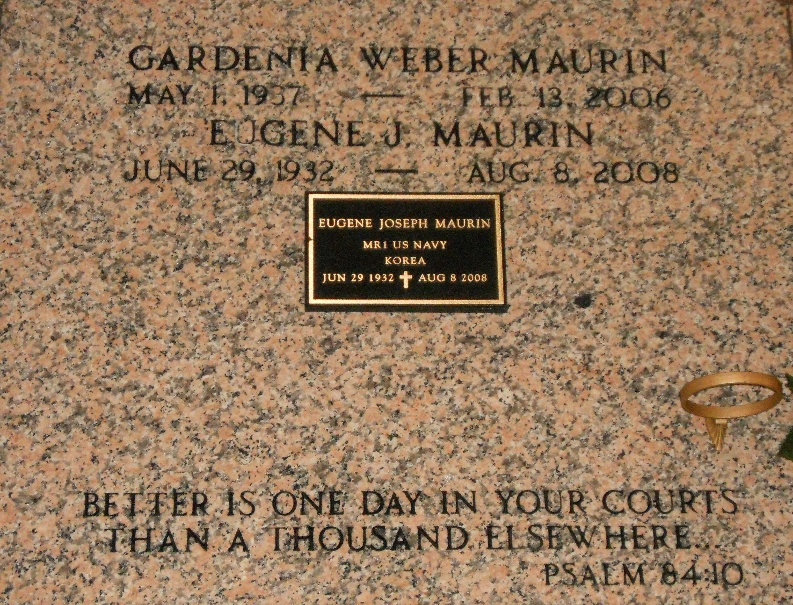 GARDENIA WEBER MAURIN
MAY 1, 1937 — FEB. 13, 2006
EUGENE J. MAURIN
JUNE 29, 1932 — AUG. 8, 2008
EUGENE JOSEPH MAURIN
MR1 US NAVY
KOREA
JUN 29 1932 ✝ AUG 8 2008
BETTER IS ONE DAY IN YOUR COURTS
THAN A THOUSAND ELSEWHERE...
PSALM 84:10